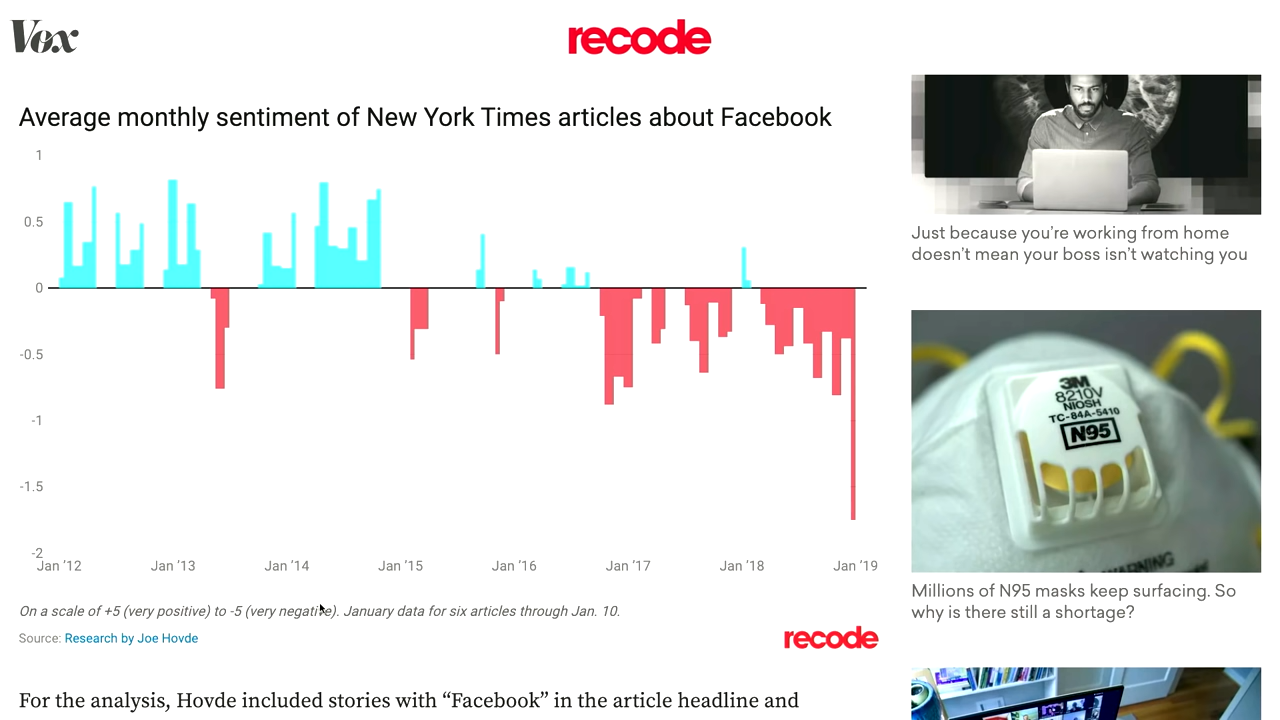 Vox
recode
Average monthly sentiment of New York Times articles about Facebook
1
0.5
0
-0.5
-1
-1.5
-2
Jan ’12
Jan ’13
Jan ’14
Jan ’15
Jan ’16
Jan ’17
Jan ’18
Jan ’19
On a scale of +5 (very positive) to -5 (very negative). January data for six articles through Jan. 10.
Source: Research by Joe Hovde
recode
For the analysis, Hovde included stories with “Facebook” in the article headline and
Just because you’re working from home
doesn’t mean your boss isn’t watching you
3M
8210V
NIOSH
TC-84A-5410
N95
WARNING
Millions of N95 masks keep surfacing. So
why is there still a shortage?